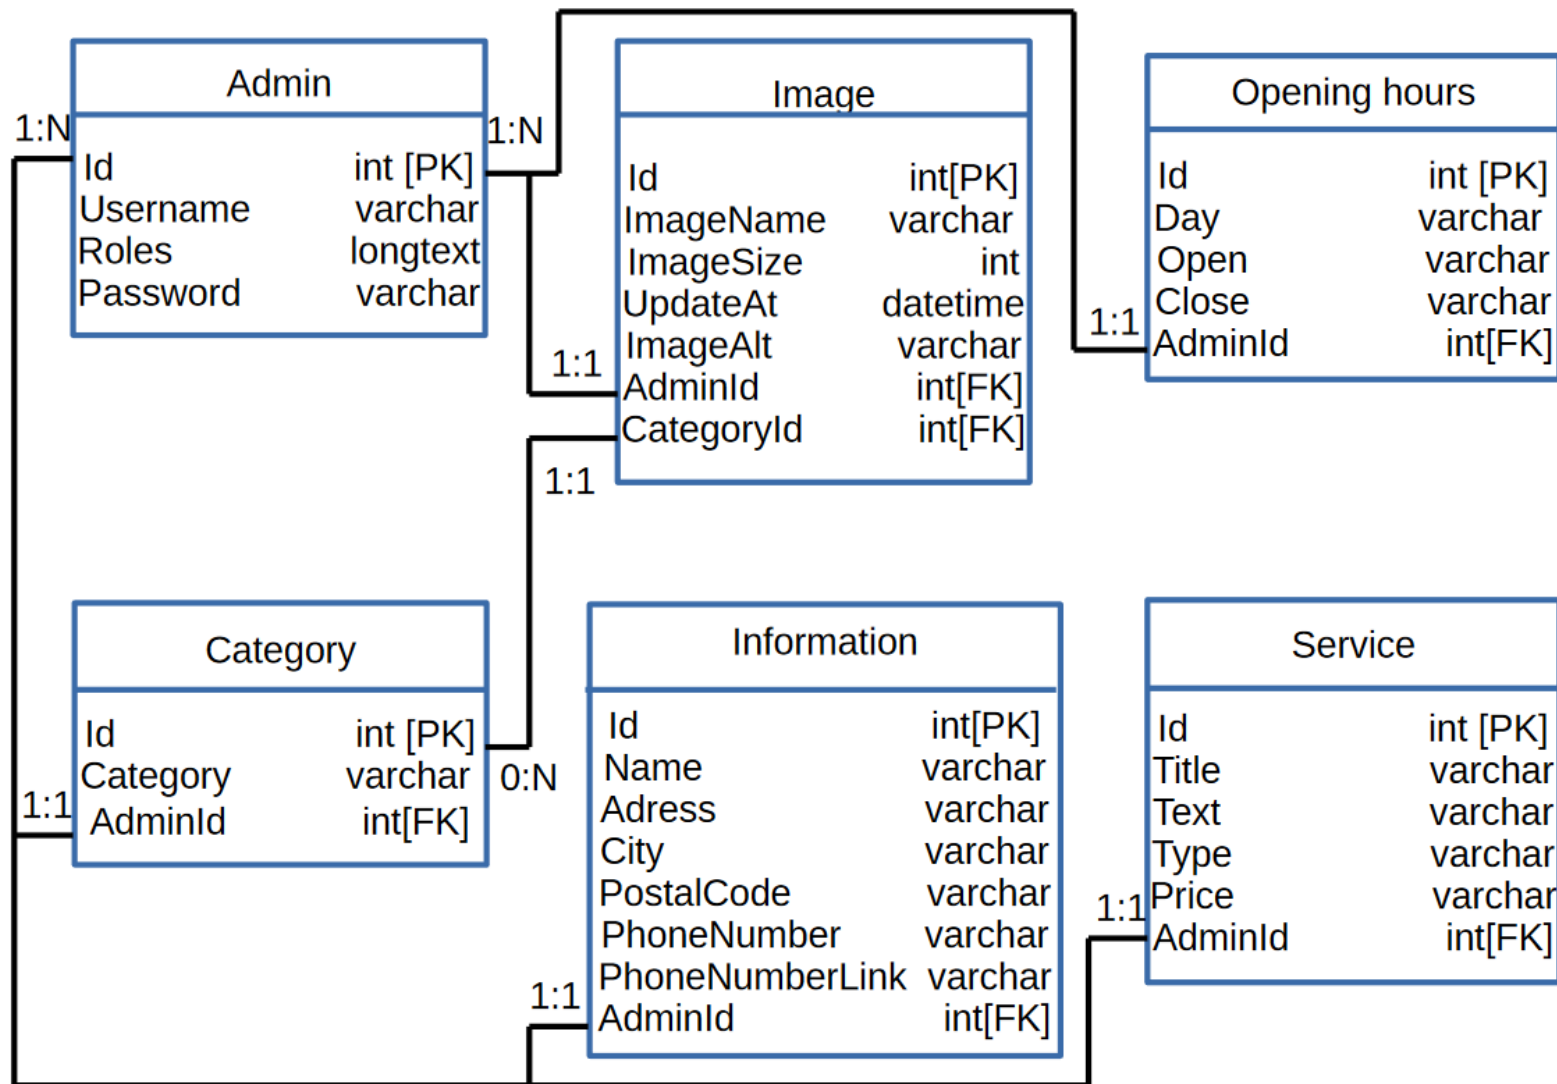 Admin
1:N
1:N
Id int [PK]
Username varchar
Roles longtext
Password varchar
Image
Id int[PK]
ImageName varchar
ImageSize int
UpdateAt datetime
ImageAlt varchar
1:1
AdminId int[FK]
CategoryId int[FK]
1:1
Opening hours
Id int [PK]
Day varchar
Open varchar
Close varchar
1:1
AdminId int[FK]
Category
Id int [PK]
Category varchar
0:N
1:1
AdminId int[FK]
Information
Id int[PK]
Name varchar
Adress varchar
City varchar
PostalCode varchar
PhoneNumber varchar
PhoneNumberLink varchar
1:1
AdminId int[FK]
Service
Id int [PK]
Title varchar
Text varchar
Type varchar
Price varchar
1:1
AdminId int[FK]